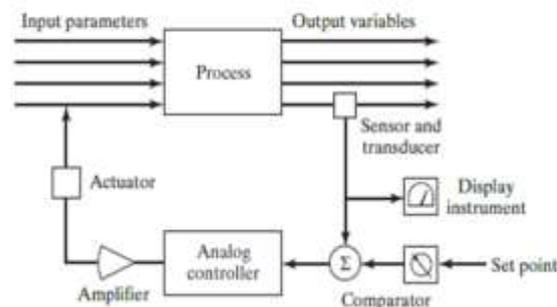 Input parameters
Output variables
Process
Sensor and
transducer
Actuator
Display
instrument
Analog
controller
Σ
Set point
Amplifier
Comparator